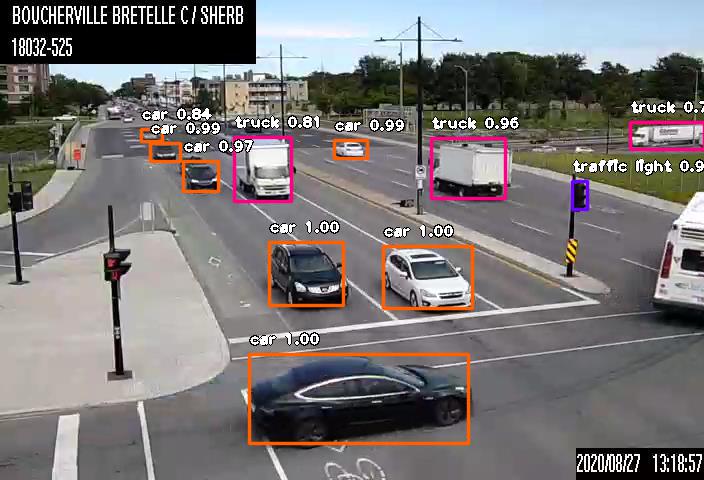 BOUCHERVILLE BRETELLE C / SHERB
18032-525
car 0.84
car 0.99
car 0.97
truck 0.81
car 0.99
truck 0.96
truck 0.7
traffic light 0.9
car 1.00
car 1.00
car 1.00
2020/08/27 13:18:57